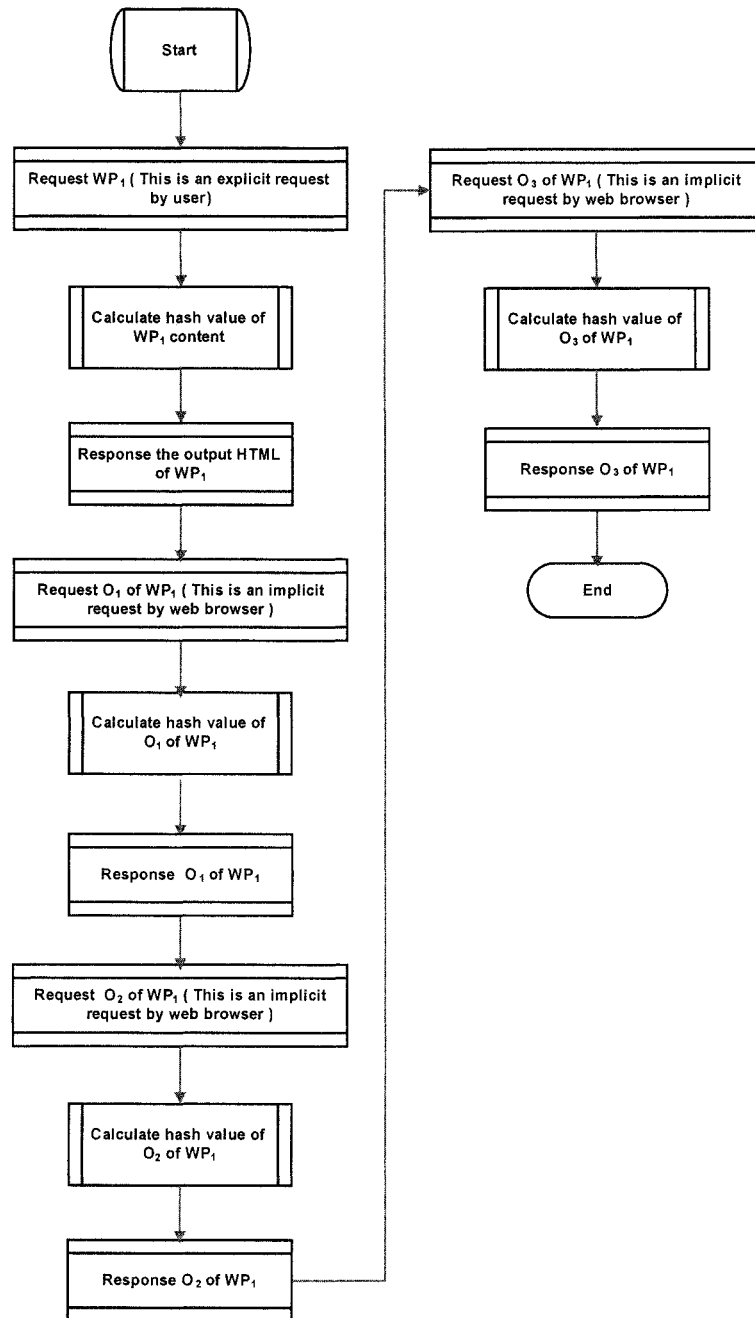 Start
Request WP₁ ( This is an explicit request
by user)
Calculate hash value of
WP₁ content
Response the output HTML
of WP₁
Request O₁ of WP₁ ( This is an implicit
request by web browser )
Calculate hash value of
O₁ of WP₁
Response O₁ of WP₁
Request O₂ of WP₁ ( This is an implicit
request by web browser )
Calculate hash value of
O₂ of WP₁
Response O₂ of WP₁
Request O₃ of WP₁ ( This is an implicit
request by web browser )
Calculate hash value of
O₃ of WP₁
Response O₃ of WP₁
End